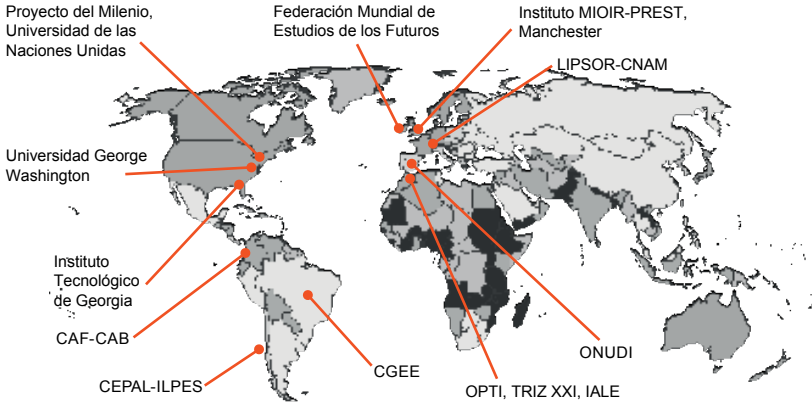 Proyecto del Milenio,
Universidad de las
Naciones Unidas
Federación Mundial de
Estudios de los Futuros
Instituto MIOIR-PREST,
Manchester
LIPSOR-CNAM
Universidad George
Washington
Instituto
Tecnológico
de Georgia
CAF-CAB
CEPAL-ILPES
CGEE
ONUDI
OPTI, TRIZ XXI, IALE